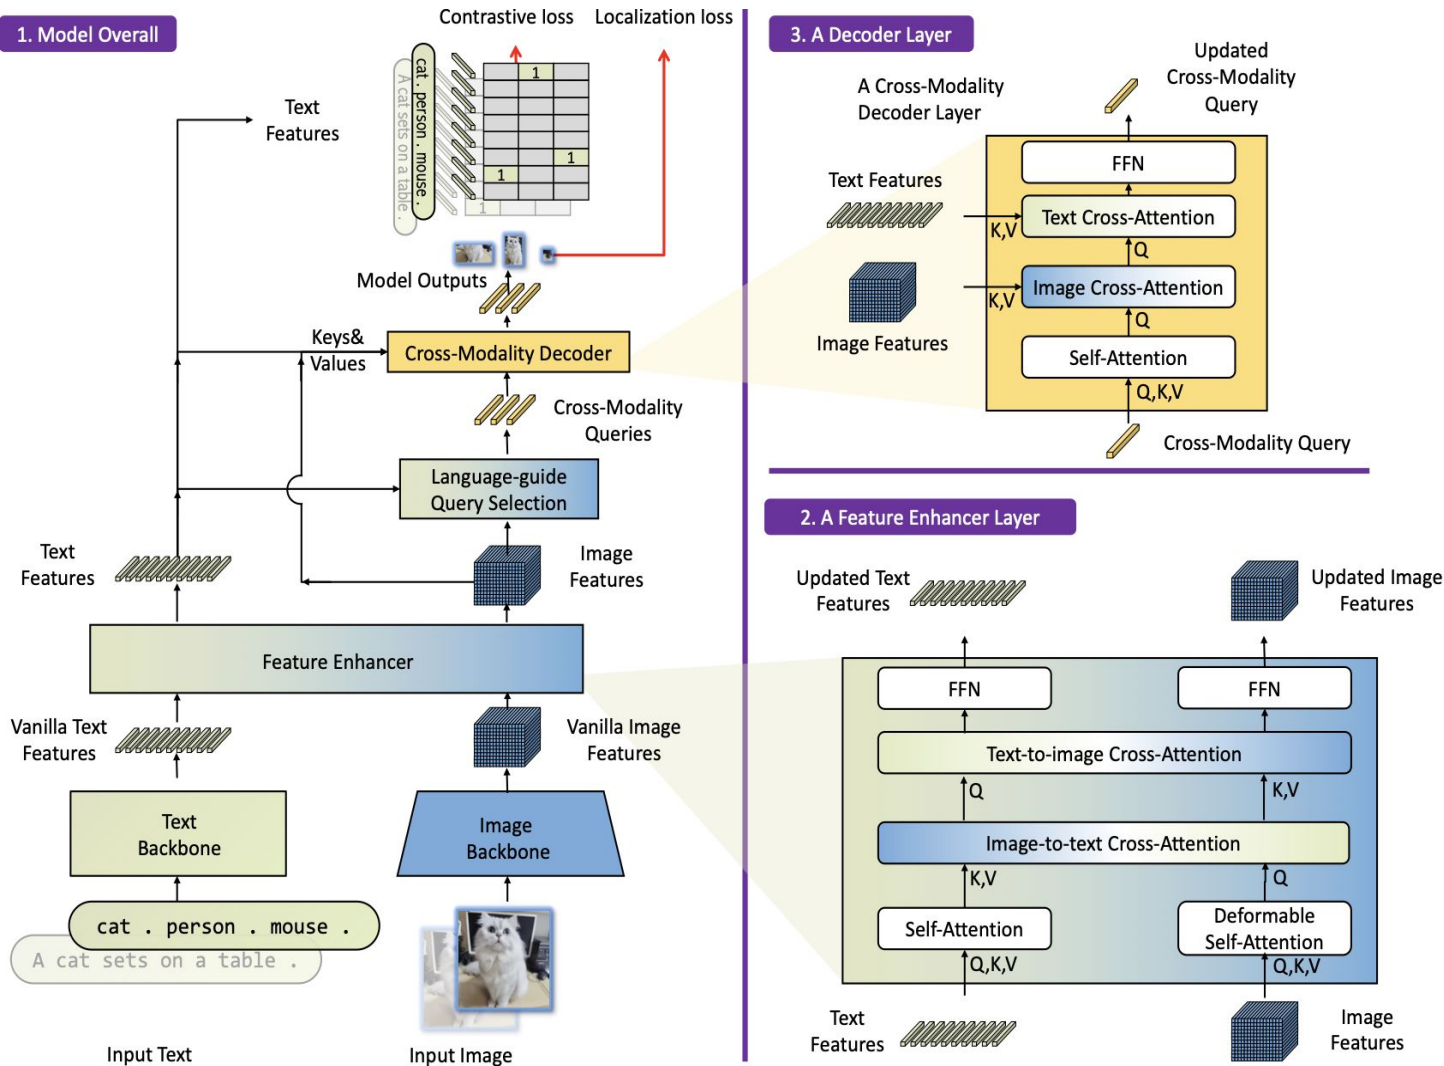 1. Model Overall
Contrastive loss
Localization loss
Text
Features
A cat sets on a table .
cat . person . mouse .
1
1
1
1
Model Outputs
Keys&
Values
Cross-Modality Decoder
Cross-Modality
Queries
Language-guide
Query Selection
Text
Features
Image
Features
Feature Enhancer
Vanilla Text
Features
Vanilla Image
Features
Text
Backbone
Image
Backbone
cat . person . mouse .
A cat sets on a table .
Input Text
Input Image
3. A Decoder Layer
A Cross-Modality
Decoder Layer
Updated
Cross-Modality
Query
FFN
Text Features
Text Cross-Attention
K,V
Q
Image Cross-Attention
K,V
Q
Image Features
Self-Attention
Q,K,V
Cross-Modality Query
2. A Feature Enhancer Layer
Updated Text
Features
Updated Image
Features
FFN
FFN
Text-to-image Cross-Attention
Q
K,V
Image-to-text Cross-Attention
K,V
Q
Self-Attention
Deformable
Self-Attention
Q,K,V
Q,K,V
Text
Features
Image
Features